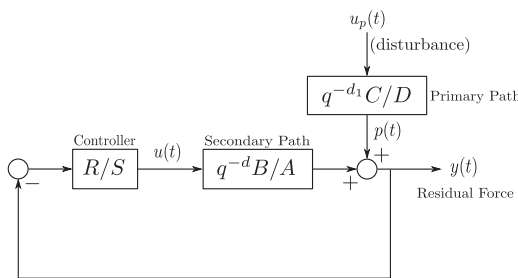 u_p(t)
(disturbance)
q^{-d_1}C/D
Primary Path
p(t)
Controller
Secondary Path
R/S
u(t)
q^{-d}B/A
+
+
y(t)
−
Residual Force